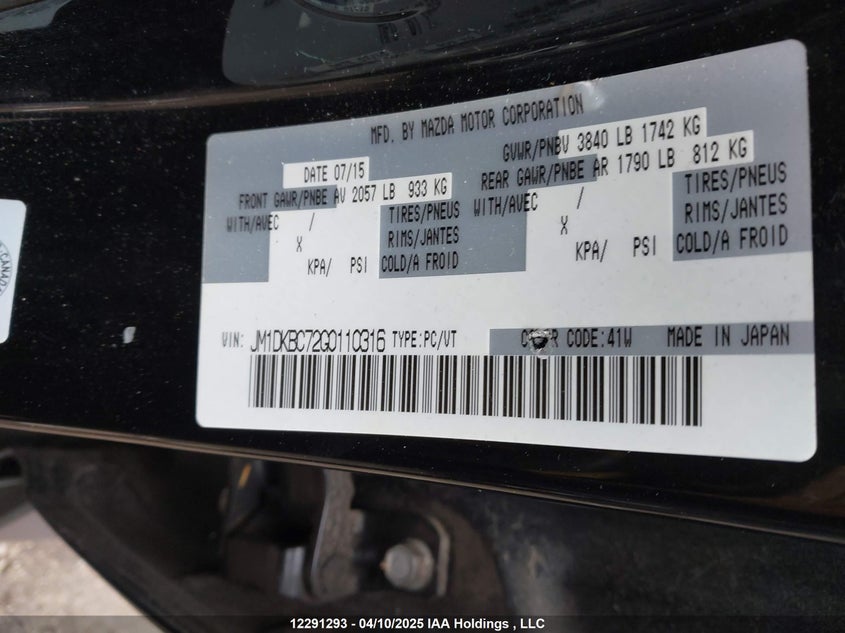 MFD. BY MAZDA MOTOR CORPORATION
DATE 07/15
GVWR/PNBV 3840 LB 1742 KG
FRONT GAWR/PNBE AV 2057 LB 933 KG
REAR GAWR/PNBE AR 1790 LB 812 KG
WITH/AVEC / TIRES/PNEUS
X RIMS/JANTES
KPA/ PSI COLD/A FROID
WITH/AVEC / TIRES/PNEUS
X RIMS/JANTES
KPA/ PSI COLD/A FROID
VIN: JM1DKBC72G0110316 TYPE:PC/VT
CODE:41W MADE IN JAPAN
CANADA
12291293 - 04/10/2025 IAA Holdings , LLC